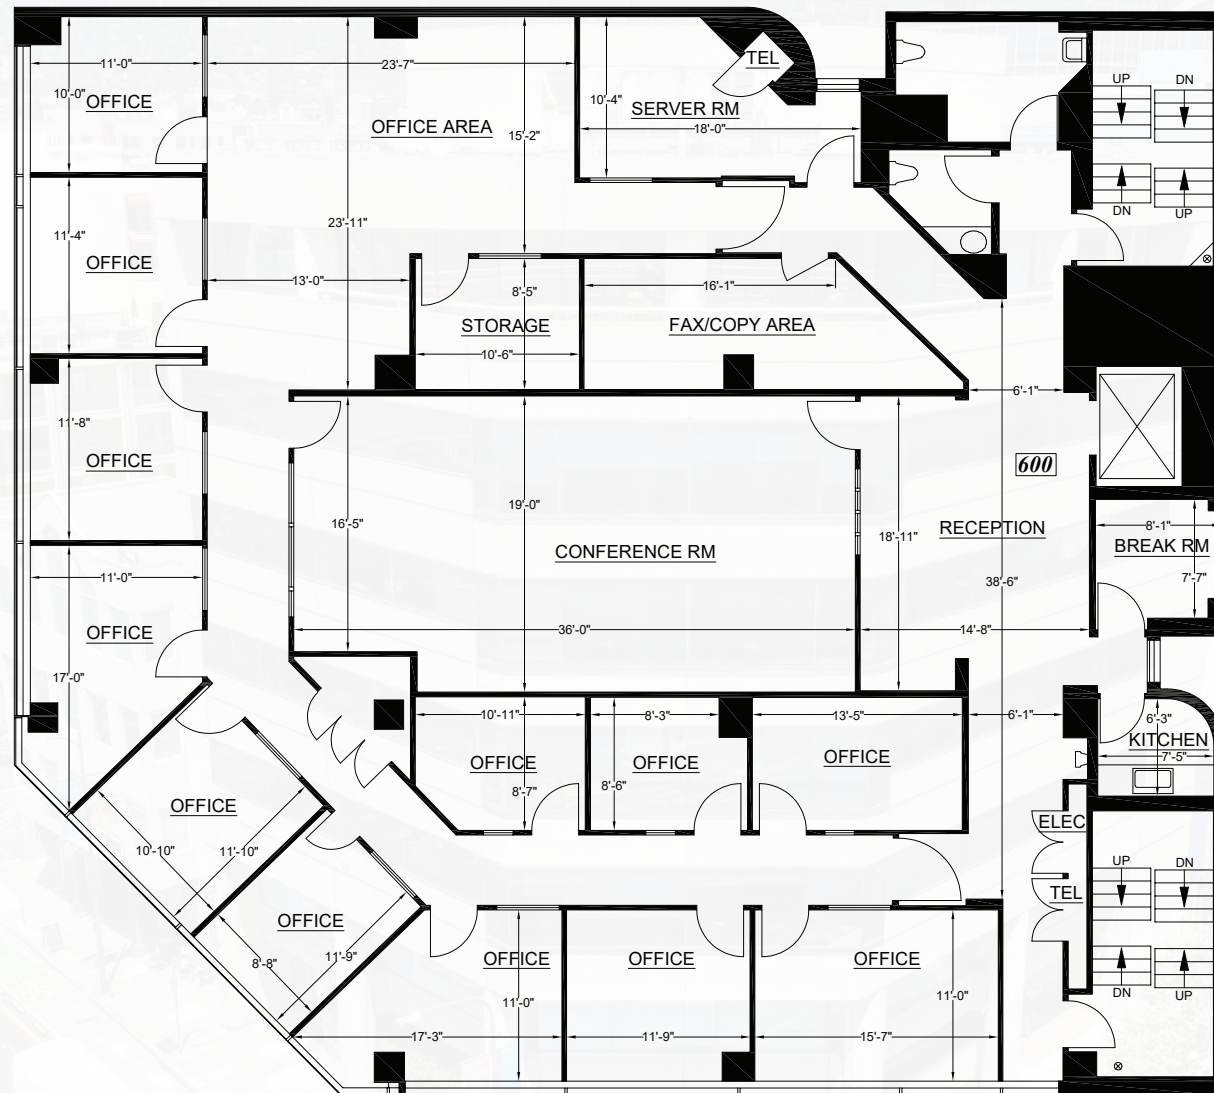 11'-0"
23'-7"
TEL
UP
DN
10'-0"
OFFICE
10'-4"
SERVER RM
OFFICE AREA
15'-2"
18'-0"
DN
UP
23'-11"
11'-4"
OFFICE
13'-0"
8'-5"
16'-1"
STORAGE
FAX/COPY AREA
10'-6"
6'-1"
11'-8"
OFFICE
600
19'-0"
16'-5"
18'-11"
RECEPTION
8'-1"
BREAK RM
CONFERENCE RM
11'-0"
38'-6"
7'-7"
OFFICE
36'-0"
14'-8"
17'-0"
10'-11"
8'-3"
13'-5"
6'-1"
6'-3"
KITCHEN
7'-5"
OFFICE
OFFICE
OFFICE
8'-7"
8'-6"
OFFICE
ELEC
10'-10"
11'-10"
UP
DN
TEL
OFFICE
8'-8"
11'-9"
OFFICE
OFFICE
OFFICE
11'-0"
11'-0"
DN
UP
17'-3"
11'-9"
15'-7"